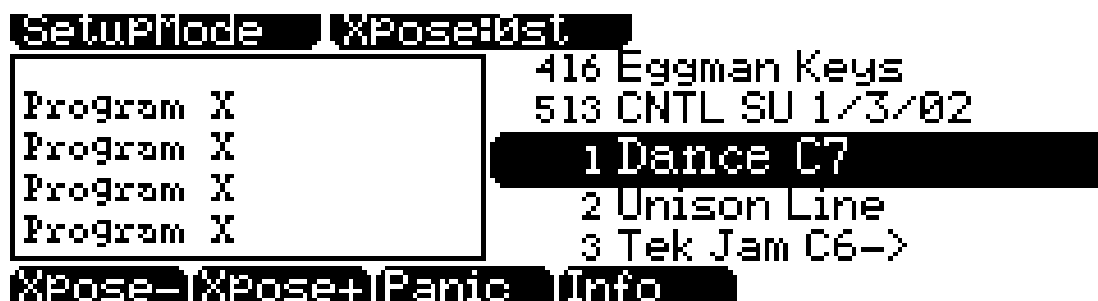 SetupMode Xpose:0st
Program X
Program X
Program X
Program X
416 Eggman Keys
513 CNTL SU 1/3/02
1 Dance C7
2 Unison Line
3 Tek Jam C6->
Xpose- Xpose+ Panic Info